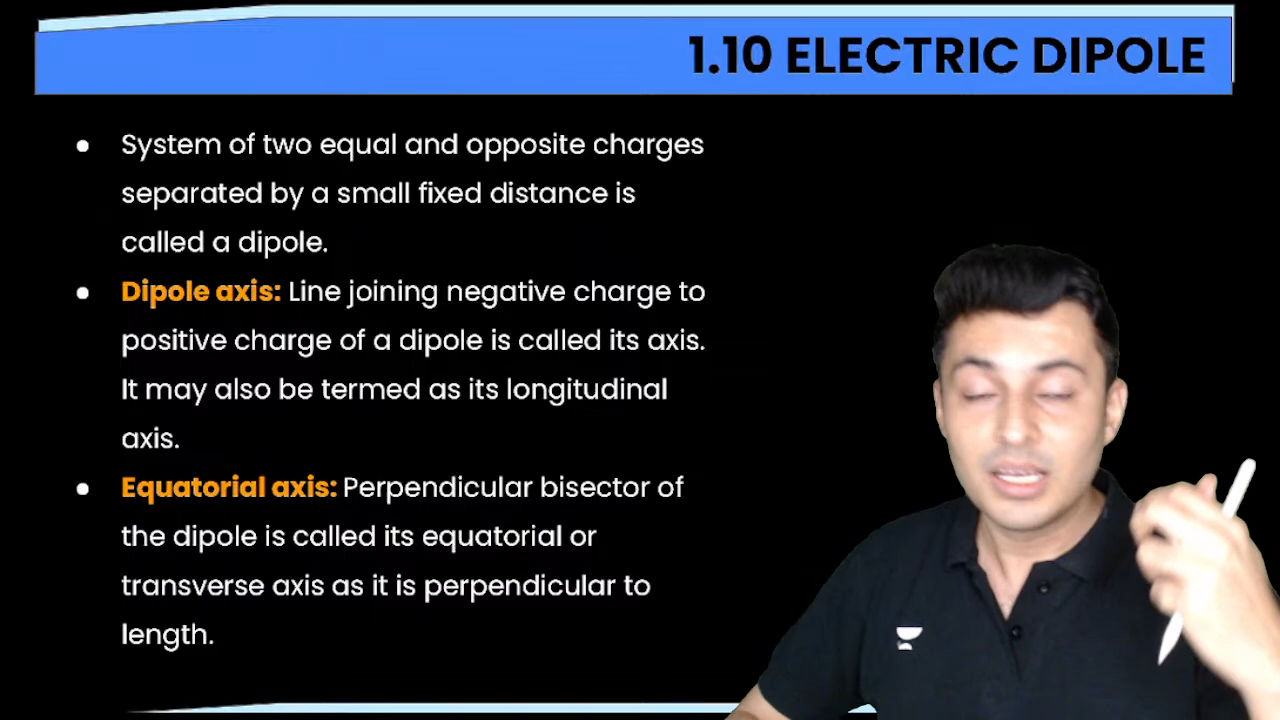 1.10 ELECTRIC DIPOLE
● System of two equal and opposite charges
separated by a small fixed distance is
called a dipole.
● Dipole axis: Line joining negative charge to
positive charge of a dipole is called its axis.
It may also be termed as its longitudinal
axis.
● Equatorial axis: Perpendicular bisector of
the dipole is called its equatorial or
transverse axis as it is perpendicular to
length.